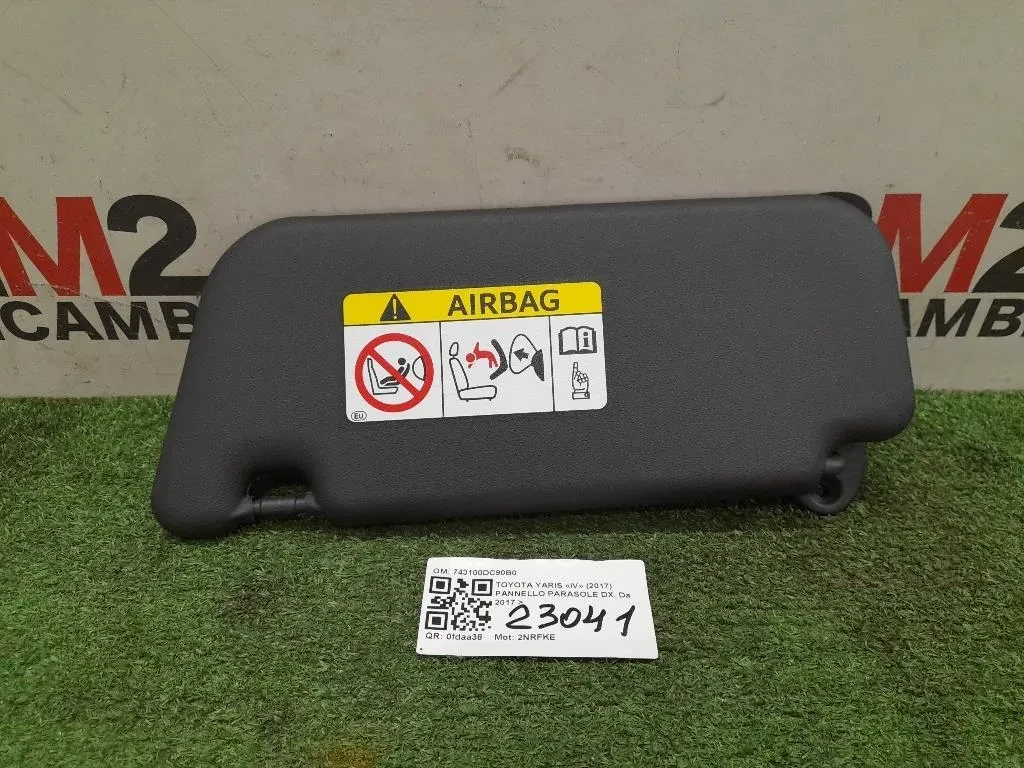 M2
ICAMB
M2
CAMB
AIRBAG
EU
OM: 743100DC90B0
TOYOTA YARIS «IV» (2017)
PANNELLO PARASOLE DX. Da
2017 >
23041
QR: 0fdaa38 Mot: 2NRFKE